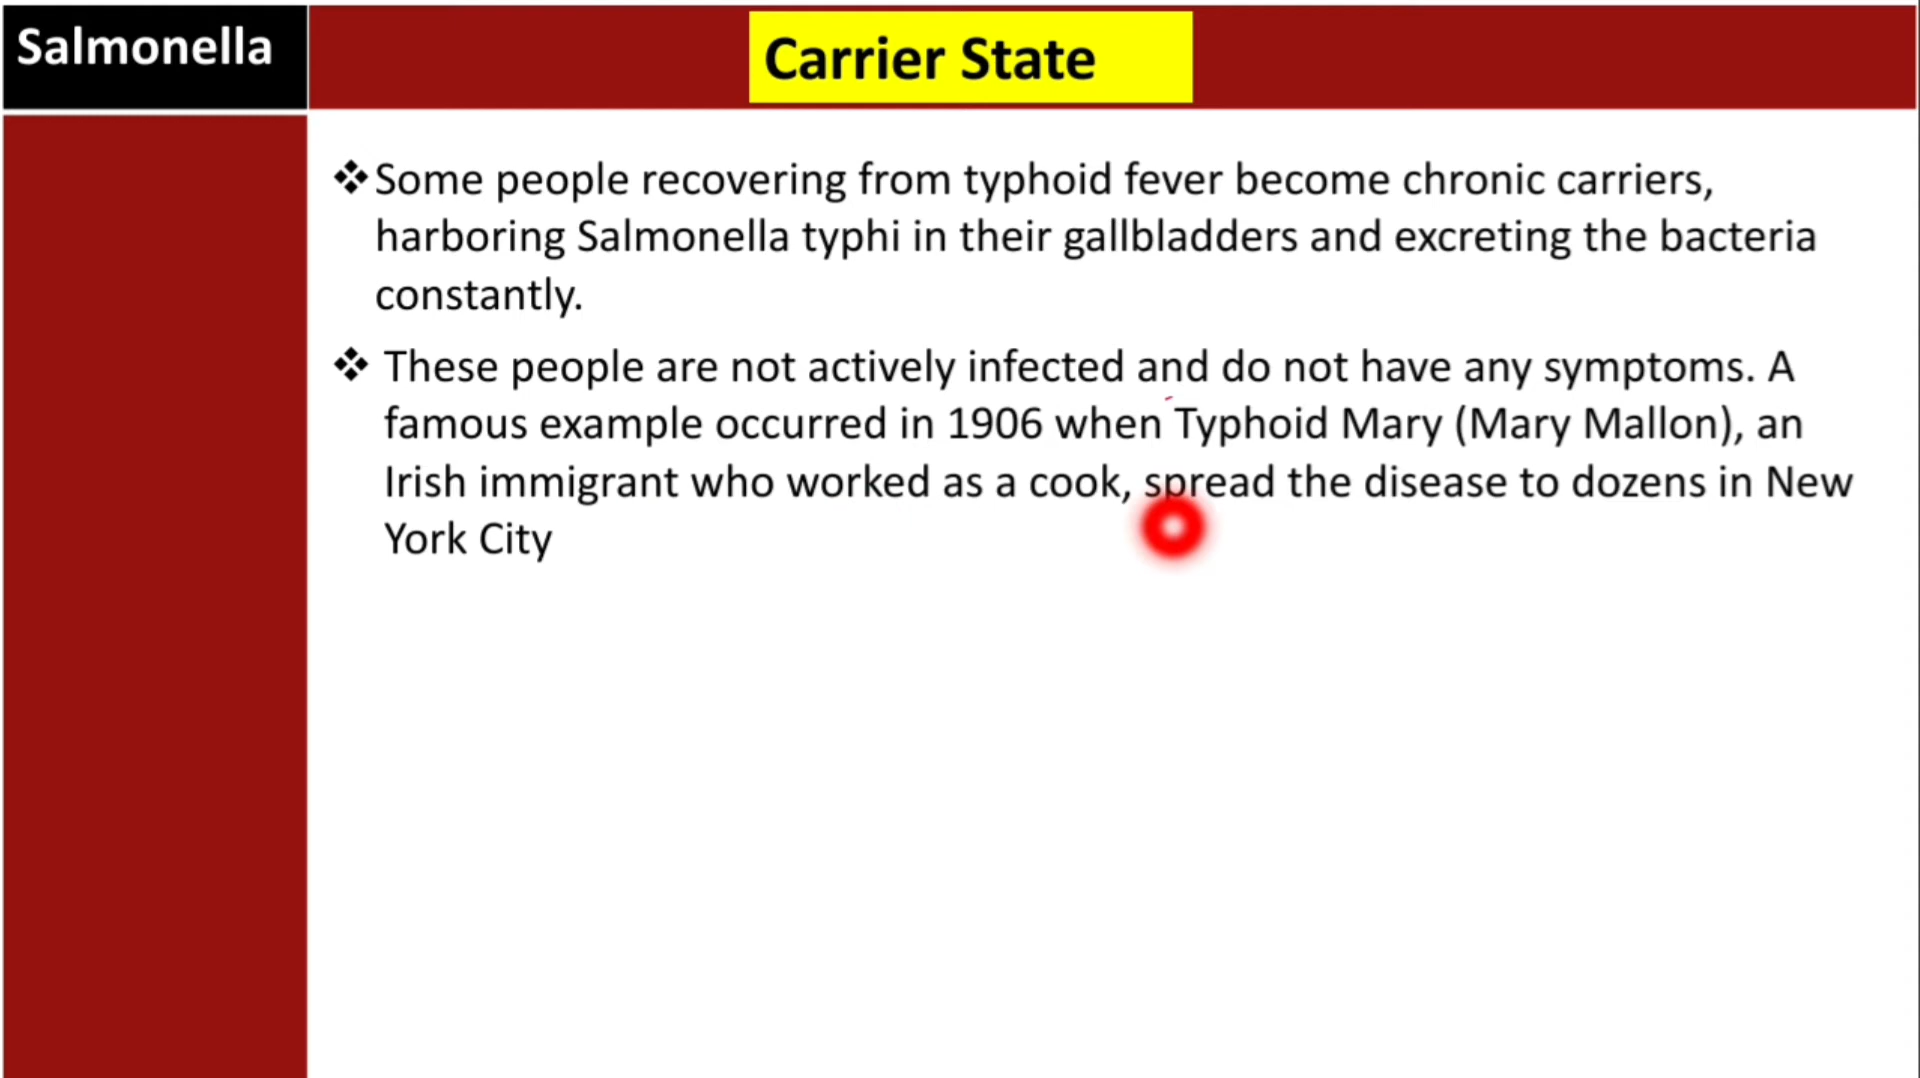 Salmonella
Carrier State
❖Some people recovering from typhoid fever become chronic carriers,
harboring Salmonella typhi in their gallbladders and excreting the bacteria
constantly.
❖ These people are not actively infected and do not have any symptoms. A
famous example occurred in 1906 when Typhoid Mary (Mary Mallon), an
Irish immigrant who worked as a cook, spread the disease to dozens in New
York City